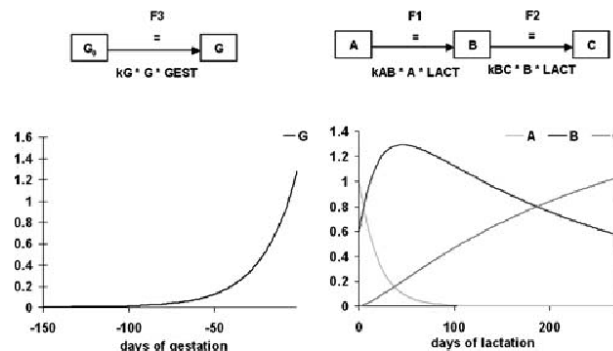 F3
=
G₀ G
kG * G * GEST
F1 F2
= =
A B C
kAB * A * LACT kBC * B * LACT
G
1.6
1.4
1.2
1
0.8
0.6
0.4
0.2
0
-150 -100 -50
days of gestation
A B
1.4
1.2
1
0.8
0.6
0.4
0.2
0
0 100 200
days of lactation